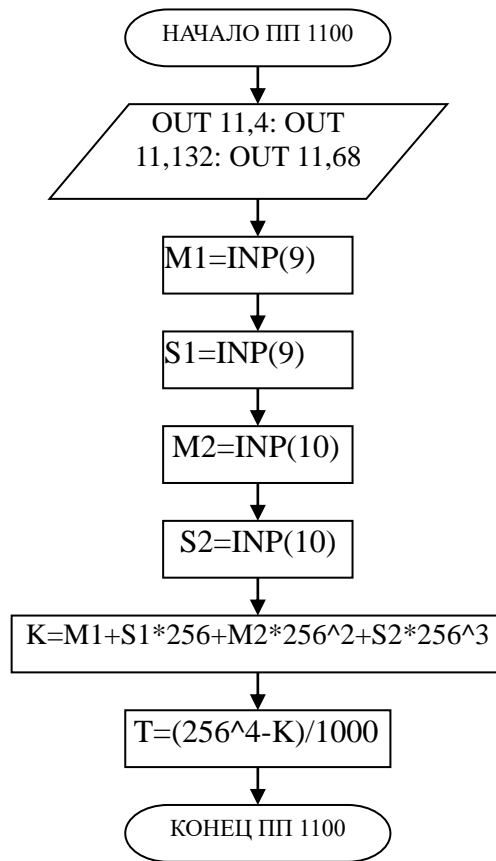 НАЧАЛО ПП 1100
OUT 11,4: OUT
11,132: OUT 11,68
M1=INP(9)
S1=INP(9)
M2=INP(10)
S2=INP(10)
K=M1+S1*256+M2*256^2+S2*256^3
T=(256^4-K)/1000
КОНЕЦ ПП 1100